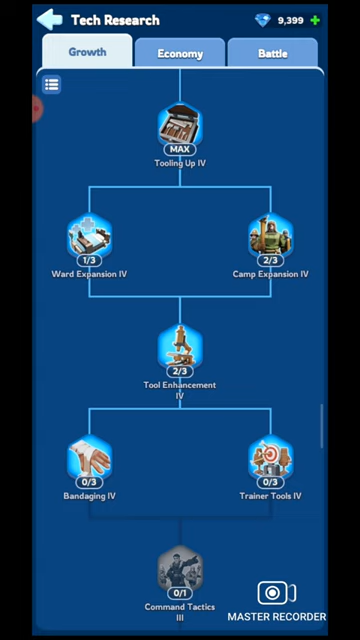 Tech Research
9,399
Growth
Economy
Battle
MAX
Tooling Up IV
1/3
Ward Expansion IV
2/3
Camp Expansion IV
2/3
Tool Enhancement
IV
0/3
Bandaging IV
0/3
Trainer Tools IV
0/1
Command Tactics
III
MASTER RECORDER